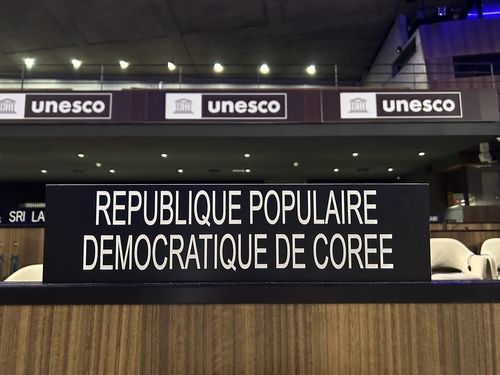 unesco unesco unesco
SRI LA
REPUBLIQUE POPULAIRE
DEMOCRATIQUE DE COREE